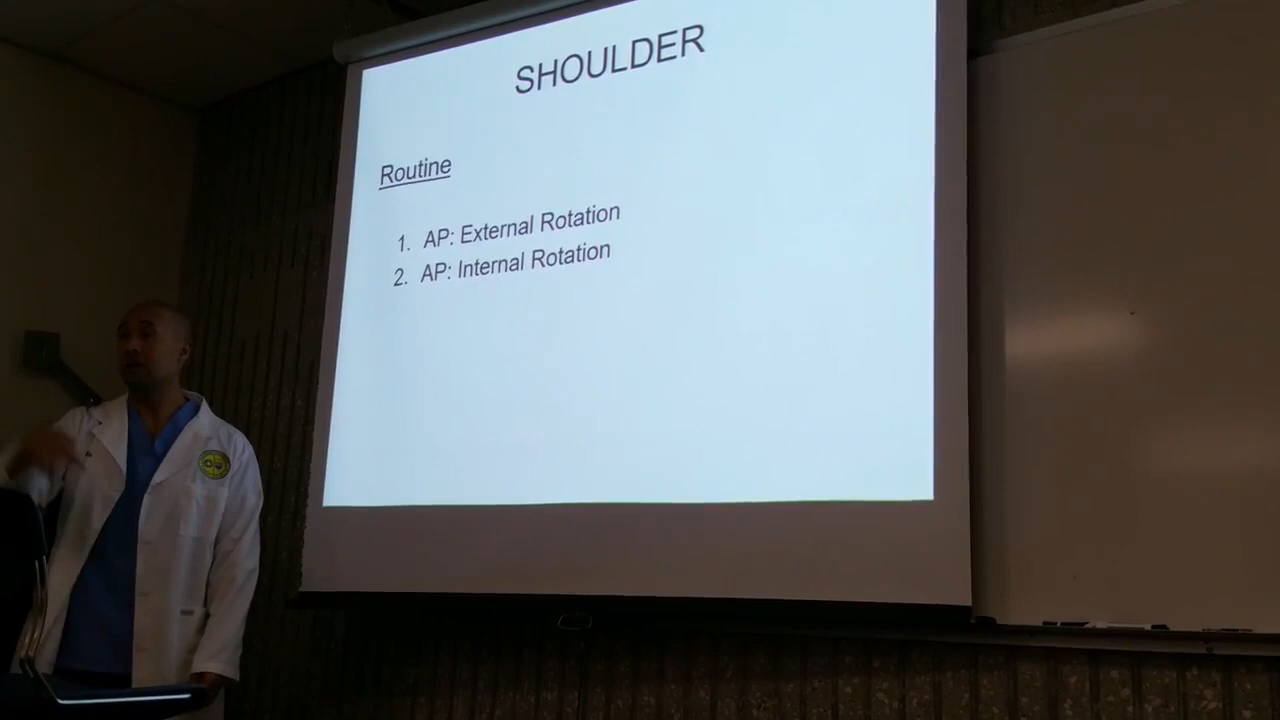 SHOULDER
Routine
1. AP: External Rotation
2. AP: Internal Rotation